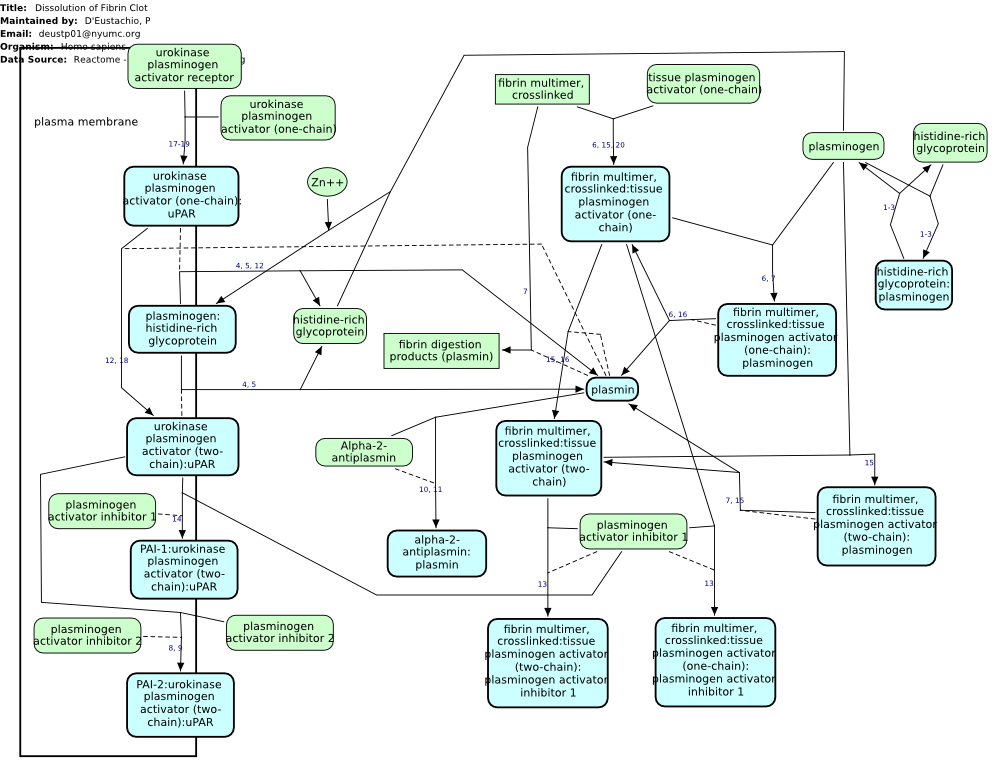 Title: Dissolution of Fibrin Clot
Maintained by: D'Eustachio, P
Email: deustp01@nyumc.org
Organism: Homo sapiens
Data Source: Reactome -
urokinase
plasminogen
activator receptor
urokinase
plasminogen
activator (one-chain)
plasma membrane
17-19
urokinase
plasminogen
activator (one-chain):
uPAR
Zn++
fibrin multimer,
crosslinked
tissue plasminogen
activator (one-chain)
6, 15, 20
plasminogen
histidine-rich
glycoprotein
fibrin multimer,
crosslinked:tissue
plasminogen
activator (one-
chain)
1-3
1-3
histidine-rich
glycoprotein:
plasminogen
4, 5, 12
7
6, 7
plasminogen:
histidine-rich
glycoprotein
histidine-rich
glycoprotein
6, 16
fibrin multimer,
crosslinked:tissue
plasminogen activator
(one-chain):
plasminogen
fibrin digestion
products (plasmin)
15, 16
12, 18
4, 5
plasmin
urokinase
plasminogen
activator (two-
chain):uPAR
Alpha-2-
antiplasmin
fibrin multimer,
crosslinked:tissue
plasminogen
activator (two-
chain)
15
10, 11
7, 15
fibrin multimer,
crosslinked:tissue
plasminogen activator
(two-chain):
plasminogen
plasminogen
activator inhibitor 1
14
plasminogen
activator inhibitor 1
alpha-2-
antiplasmin:
plasmin
PAI-1:urokinase
plasminogen
activator (two-
chain):uPAR
13
13
plasminogen
activator inhibitor 2
plasminogen
activator inhibitor 2
8, 9
fibrin multimer,
crosslinked:tissue
plasminogen activator
(two-chain):
plasminogen activator
inhibitor 1
fibrin multimer,
crosslinked:tissue
plasminogen activator
(one-chain):
plasminogen activator
inhibitor 1
PAI-2:urokinase
plasminogen
activator (two-
chain):uPAR